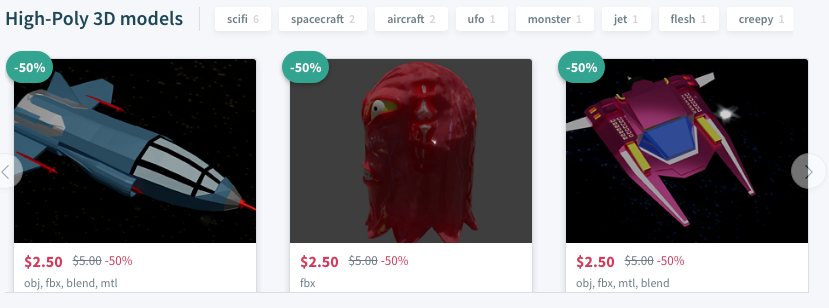 High-Poly 3D models
scifi 6
spacecraft 2
aircraft 2
ufo 1
monster 1
jet 1
flesh 1
creepy 1
-50%
-50%
-50%
$2.50 $5.00 -50%
obj, fbx, blend, mtl
$2.50 $5.00 -50%
fbx
$2.50 $5.00 -50%
obj, fbx, mtl, blend